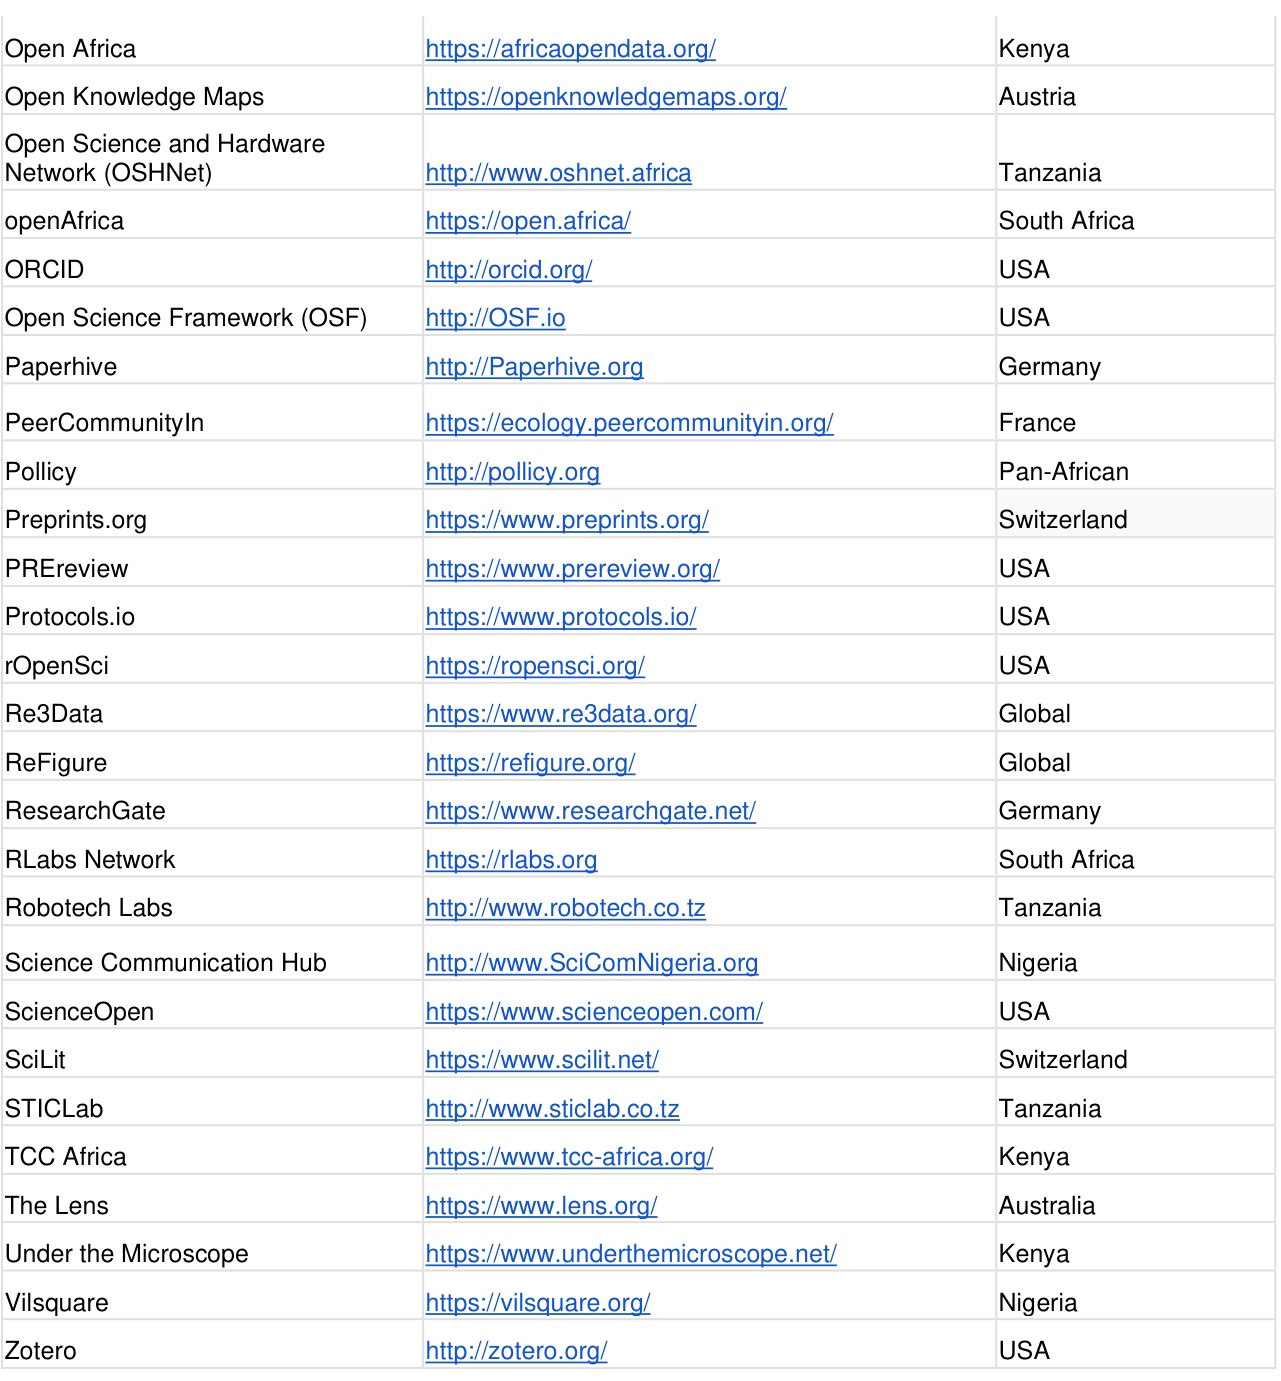 Open Africa https://africaopendata.org/ Kenya
Open Knowledge Maps https://openknowledgemaps.org/ Austria
Open Science and Hardware
Network (OSHNet) http://www.oshnet.africa Tanzania
openAfrica https://open.africa/ South Africa
ORCID http://orcid.org/ USA
Open Science Framework (OSF) http://OSF.io USA
Paperhive http://Paperhive.org Germany
PeerCommunityIn https://ecology.peercommunityin.org/ France
Pollicy http://pollicy.org Pan-African
Preprints.org https://www.preprints.org/ Switzerland
PREreview https://www.prereview.org/ USA
Protocols.io https://www.protocols.io/ USA
rOpenSci https://ropensci.org/ USA
Re3Data https://www.re3data.org/ Global
ReFigure https://refigure.org/ Global
ResearchGate https://www.researchgate.net/ Germany
RLabs Network https://rlabs.org South Africa
Robotech Labs http://www.robotech.co.tz Tanzania
Science Communication Hub http://www.SciComNigeria.org Nigeria
ScienceOpen https://www.scienceopen.com/ USA
SciLit https://www.scilit.net/ Switzerland
STICLab http://www.sticlab.co.tz Tanzania
TCC Africa https://www.tcc-africa.org/ Kenya
The Lens https://www.lens.org/ Australia
Under the Microscope https://www.underthemicroscope.net/ Kenya
Vilsquare https://vilsquare.org/ Nigeria
Zotero http://zotero.org/ USA